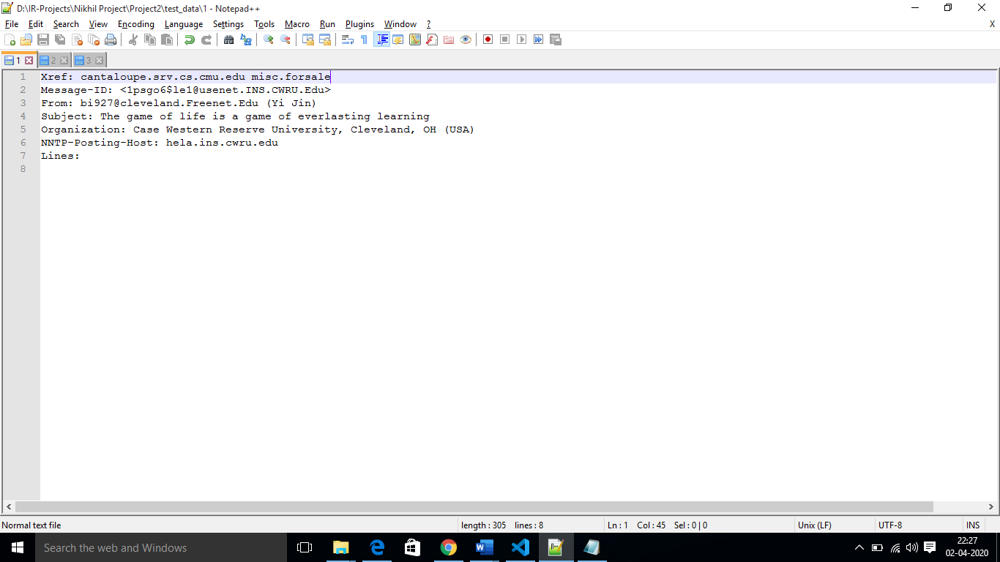 D:\IR-Projects\Nikhil Project\Project2\test_data\1 - Notepad++
File Edit Search View Encoding Language Settings Tools Macro Run Plugins Window ? X
1 2 3
1 Xref: cantaloupe.srv.cs.cmu.edu misc.forsale
2 Message-ID: <1psgo6$le1@usenet.INS.CWRU.Edu>
3 From: bi927@cleveland.Freenet.Edu (Yi Jin)
4 Subject: The game of life is a game of everlasting learning
5 Organization: Case Western Reserve University, Cleveland, OH (USA)
6 NNTP-Posting-Host: hela.ins.cwru.edu
7 Lines:
8
Normal text file length : 305 lines : 8 Ln : 1 Col : 45 Sel : 0 | 0 Unix (LF) UTF-8 INS
Search the web and Windows 22:27
02-04-2020